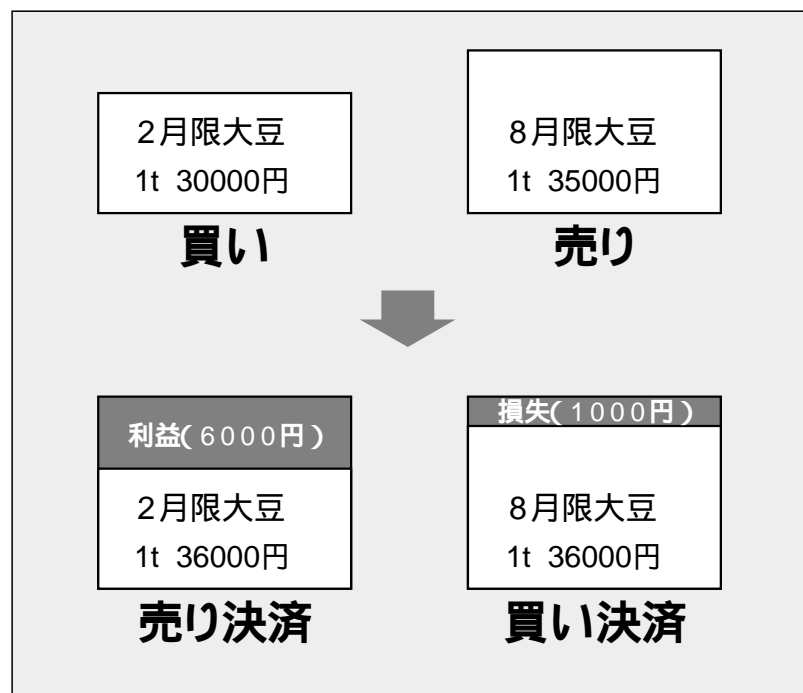 2月限大豆
1t 30000円
買い
8月限大豆
1t 35000円
売り
利益(6000円)
2月限大豆
1t 36000円
売り決済
損失(1000円)
8月限大豆
1t 36000円
買い決済